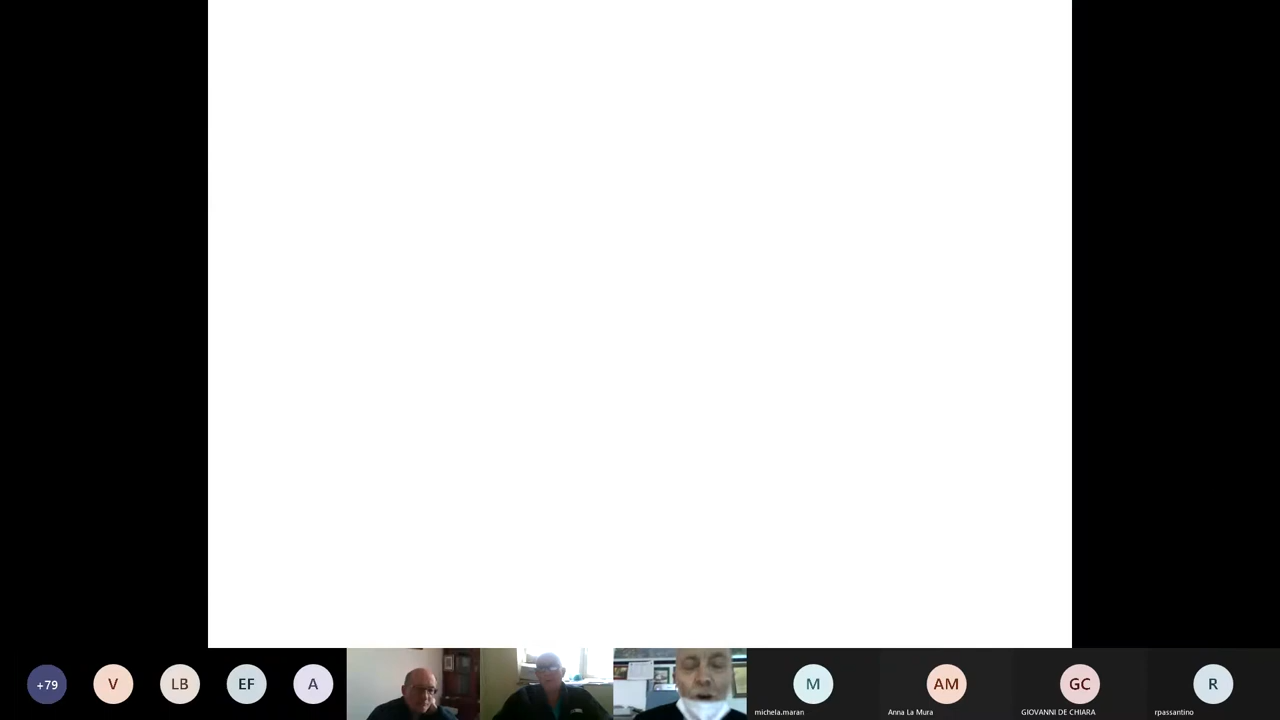 +79
V
LB
EF
A
M
AM
GC
R
michela.maran
Anna La Mura
GIOVANNI DE CHIARA
rpassantino